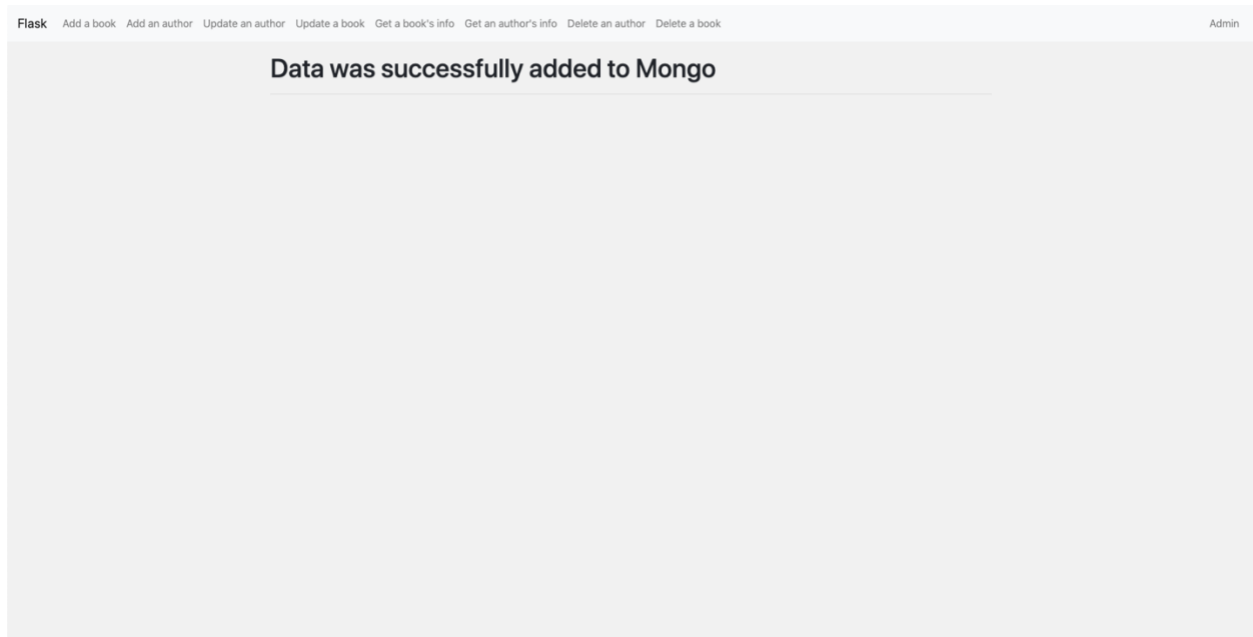 Flask Add a book Add an author Update an author Update a book Get a book's info Get an author's info Delete an author Delete a book Admin
Data was successfully added to Mongo